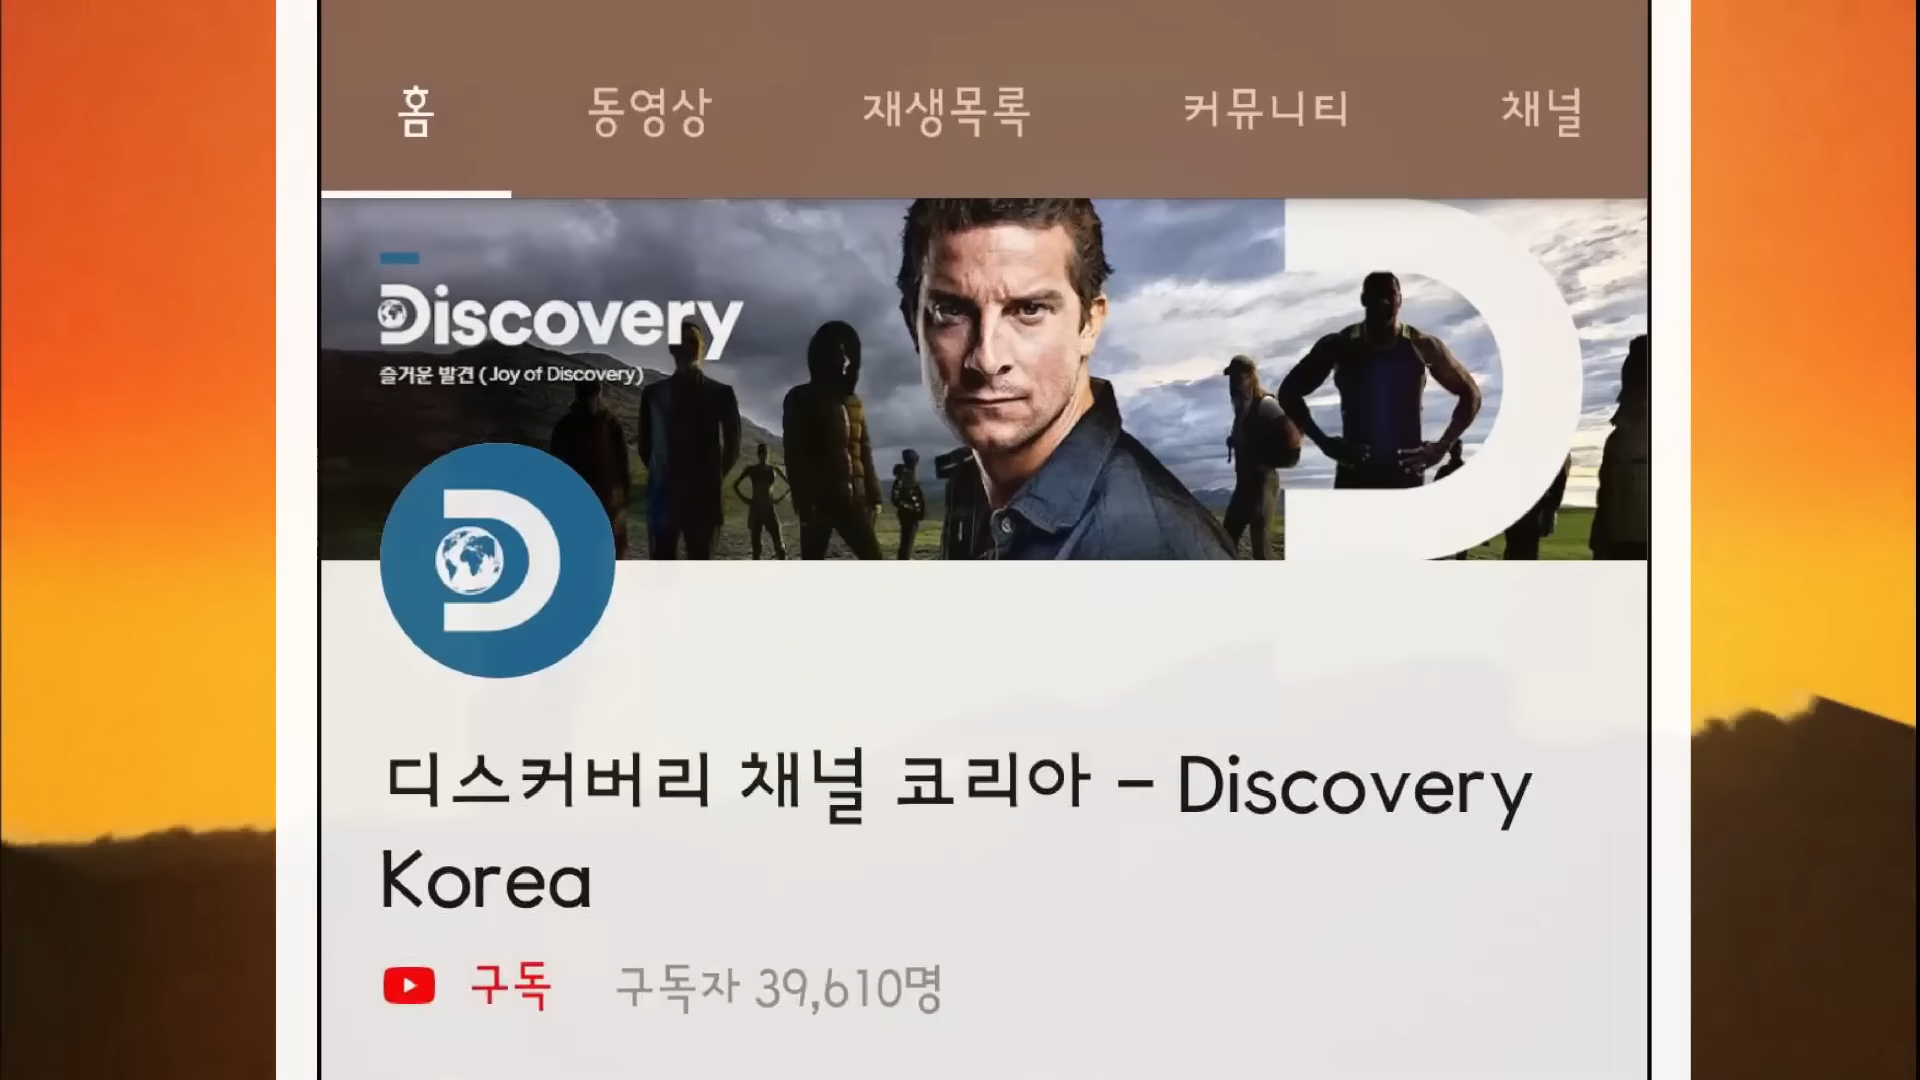 홈 동영상 재생목록 커뮤니티 채널
Discovery
즐거운 발견 (Joy of Discovery)
디스커버리 채널 코리아 - Discovery
Korea
구독 구독자 39,610명